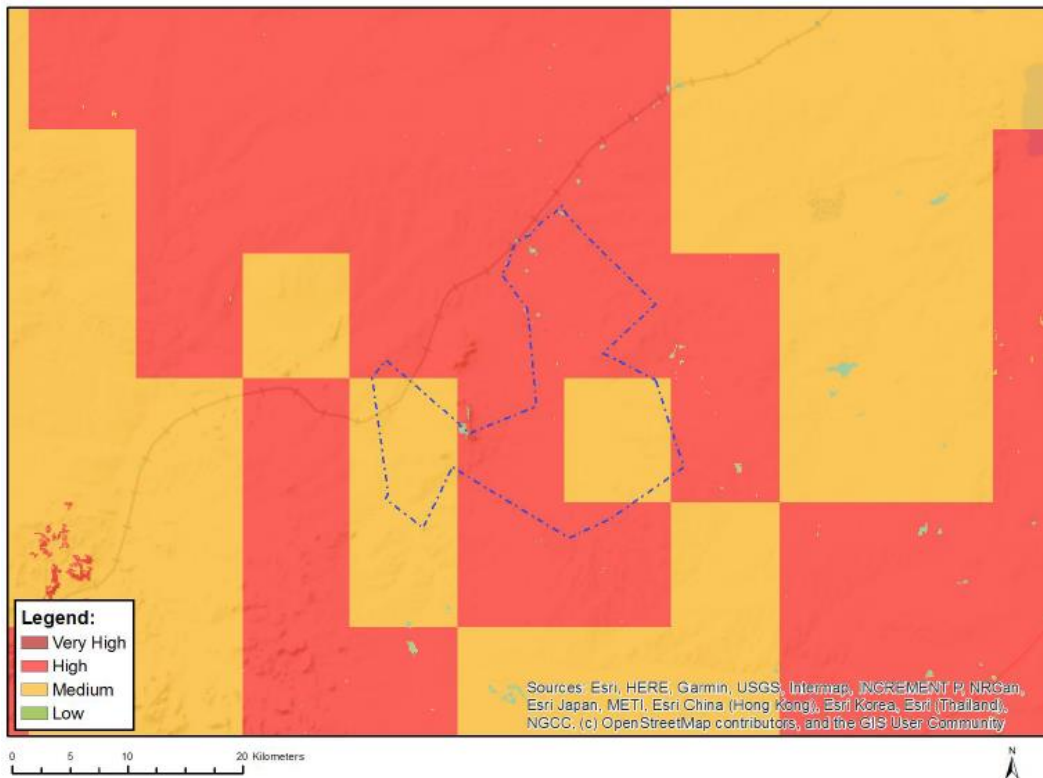 Legend:
Very High
High
Medium
Low
Sources: Esri, HERE, Garmin, USGS, Intermap, INCREMENT P, NRCan,
Esri Japan, METI, Esri China (Hong Kong), Esri Korea, Esri (Thailand),
NGCC, (c) OpenStreetMap contributors, and the GIS User Community
0 5 10 20 Kilometers
N